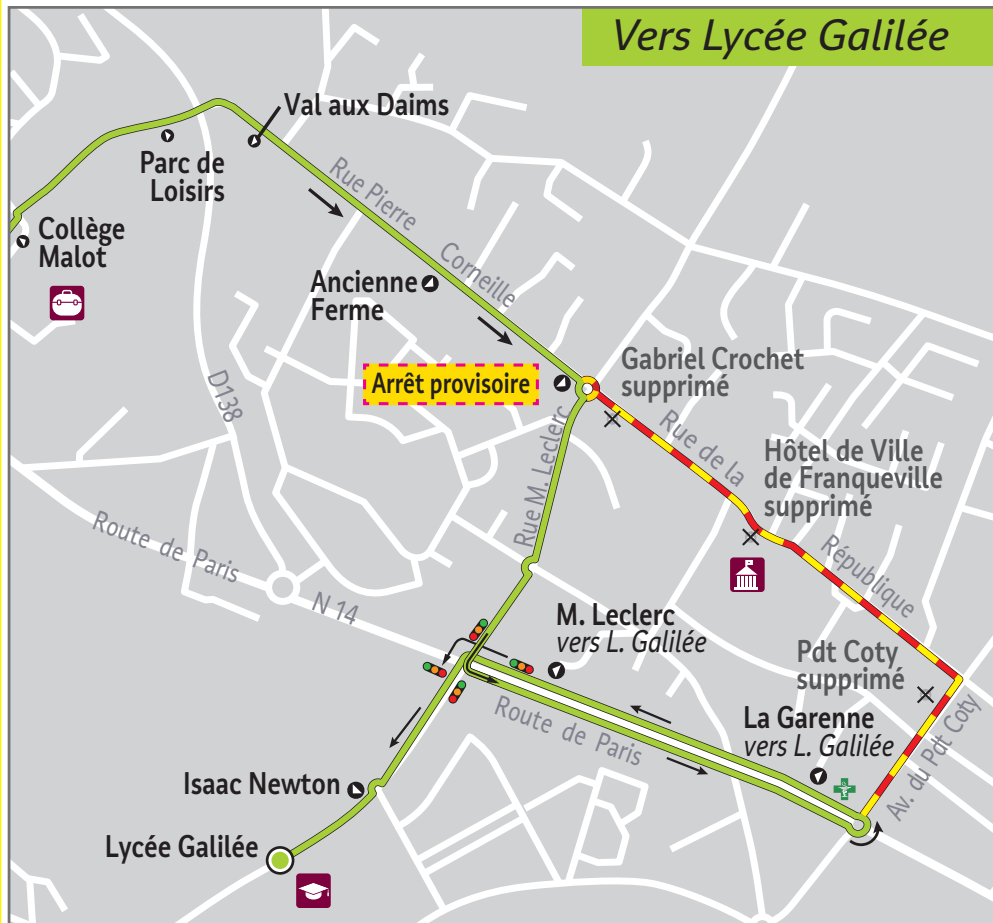 Vers Lycée Galilée
Val aux Daims
Parc de
Loisirs
Rue Pierre
Corneille
Collège
Malot
Ancienne
Ferme
Gabriel Crochet
supprimé
Arrêt provisoire
D138
Rue M. Leclerc
Rue de la
République
Hôtel de Ville
de Franqueville
supprimé
Route de Paris
N 14
M. Leclerc
vers L. Galilée
Pdt Coty
supprimé
Route de Paris
La Garenne
vers L. Galilée
Av. du Pdt Coty
Isaac Newton
Lycée Galilée